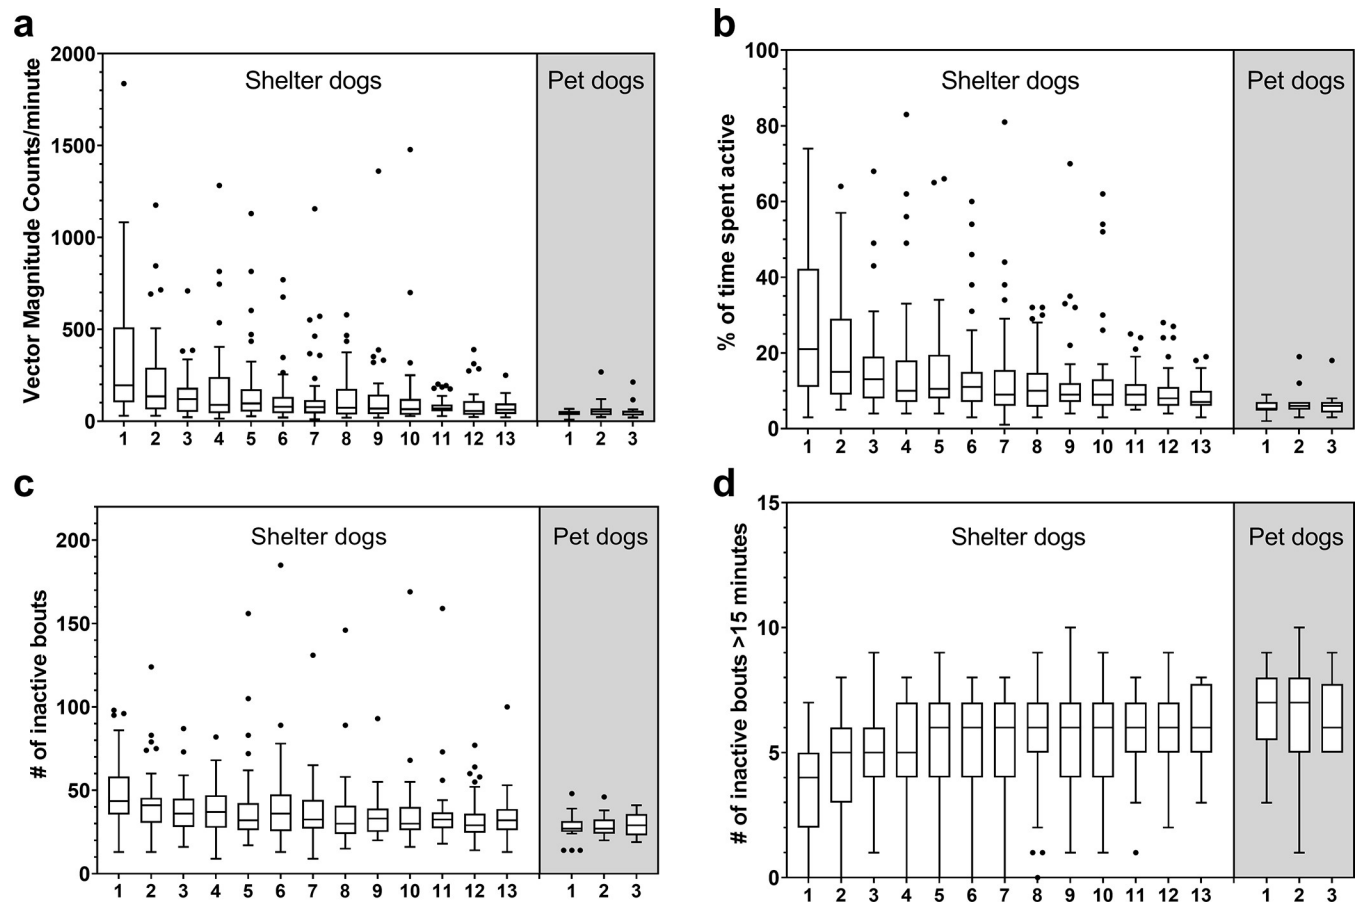 a
Vector Magnitude Counts/minute
2000
1500
1000
500
0
Shelter dogs
Pet dogs
1 2 3 4 5 6 7 8 9 10 11 12 13 1 2 3
b
% of time spent active
100
80
60
40
20
0
Shelter dogs
Pet dogs
1 2 3 4 5 6 7 8 9 10 11 12 13 1 2 3
c
# of inactive bouts
200
150
100
50
0
Shelter dogs
Pet dogs
1 2 3 4 5 6 7 8 9 10 11 12 13 1 2 3
d
# of inactive bouts >15 minutes
15
10
5
0
Shelter dogs
Pet dogs
1 2 3 4 5 6 7 8 9 10 11 12 13 1 2 3